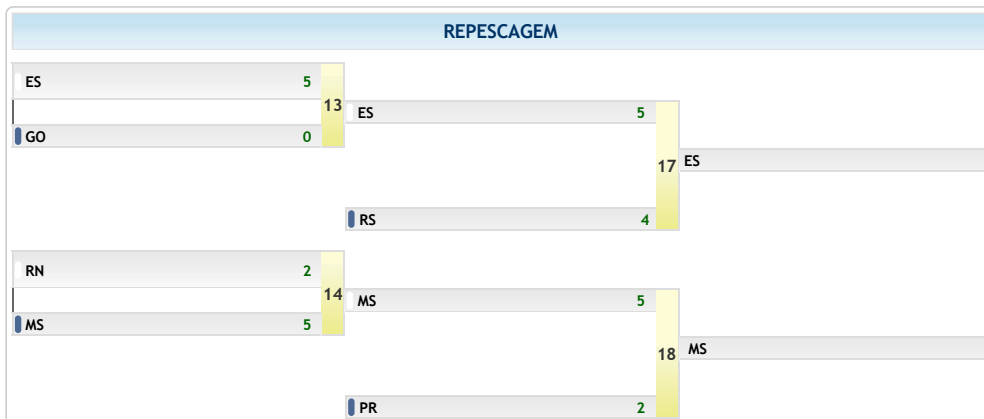 REPESCAGEM
ES 5
13
GO 0
ES 5
17
RS 4
ES
RN 2
14
MS 5
MS 5
18
PR 2
MS